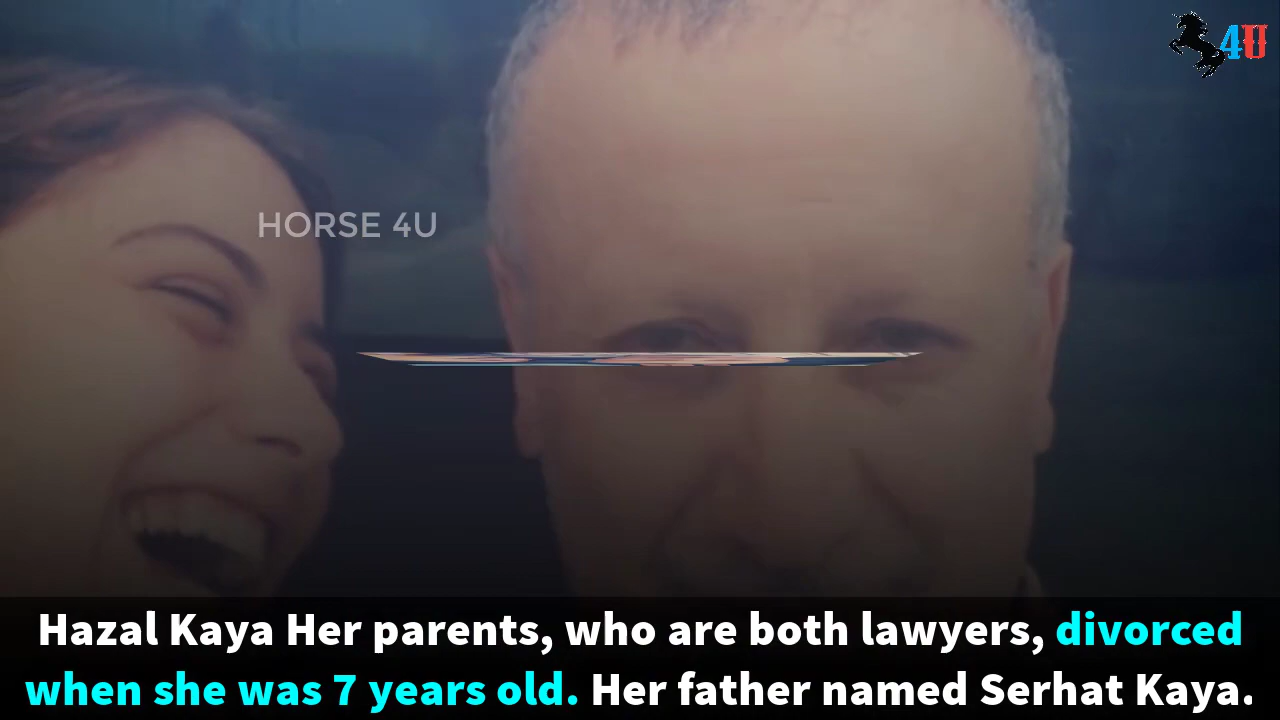 4U
HORSE 4U
Hazal Kaya Her parents, who are both lawyers, divorced
when she was 7 years old. Her father named Serhat Kaya.